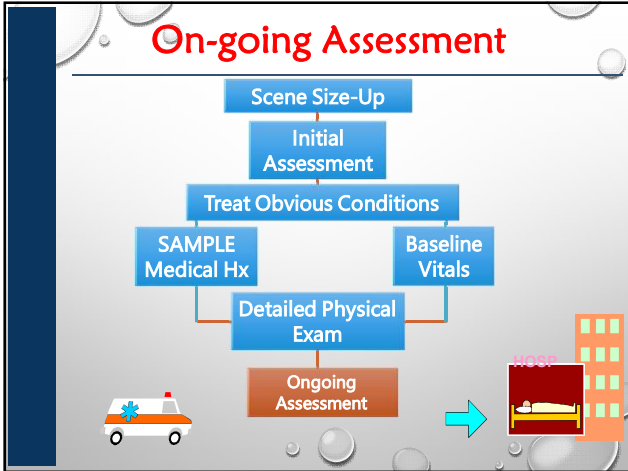 On-going Assessment
Scene Size-Up
Initial
Assessment
Treat Obvious Conditions
SAMPLE
Medical Hx
Baseline
Vitals
Detailed Physical
Exam
Ongoing
Assessment
HOSP